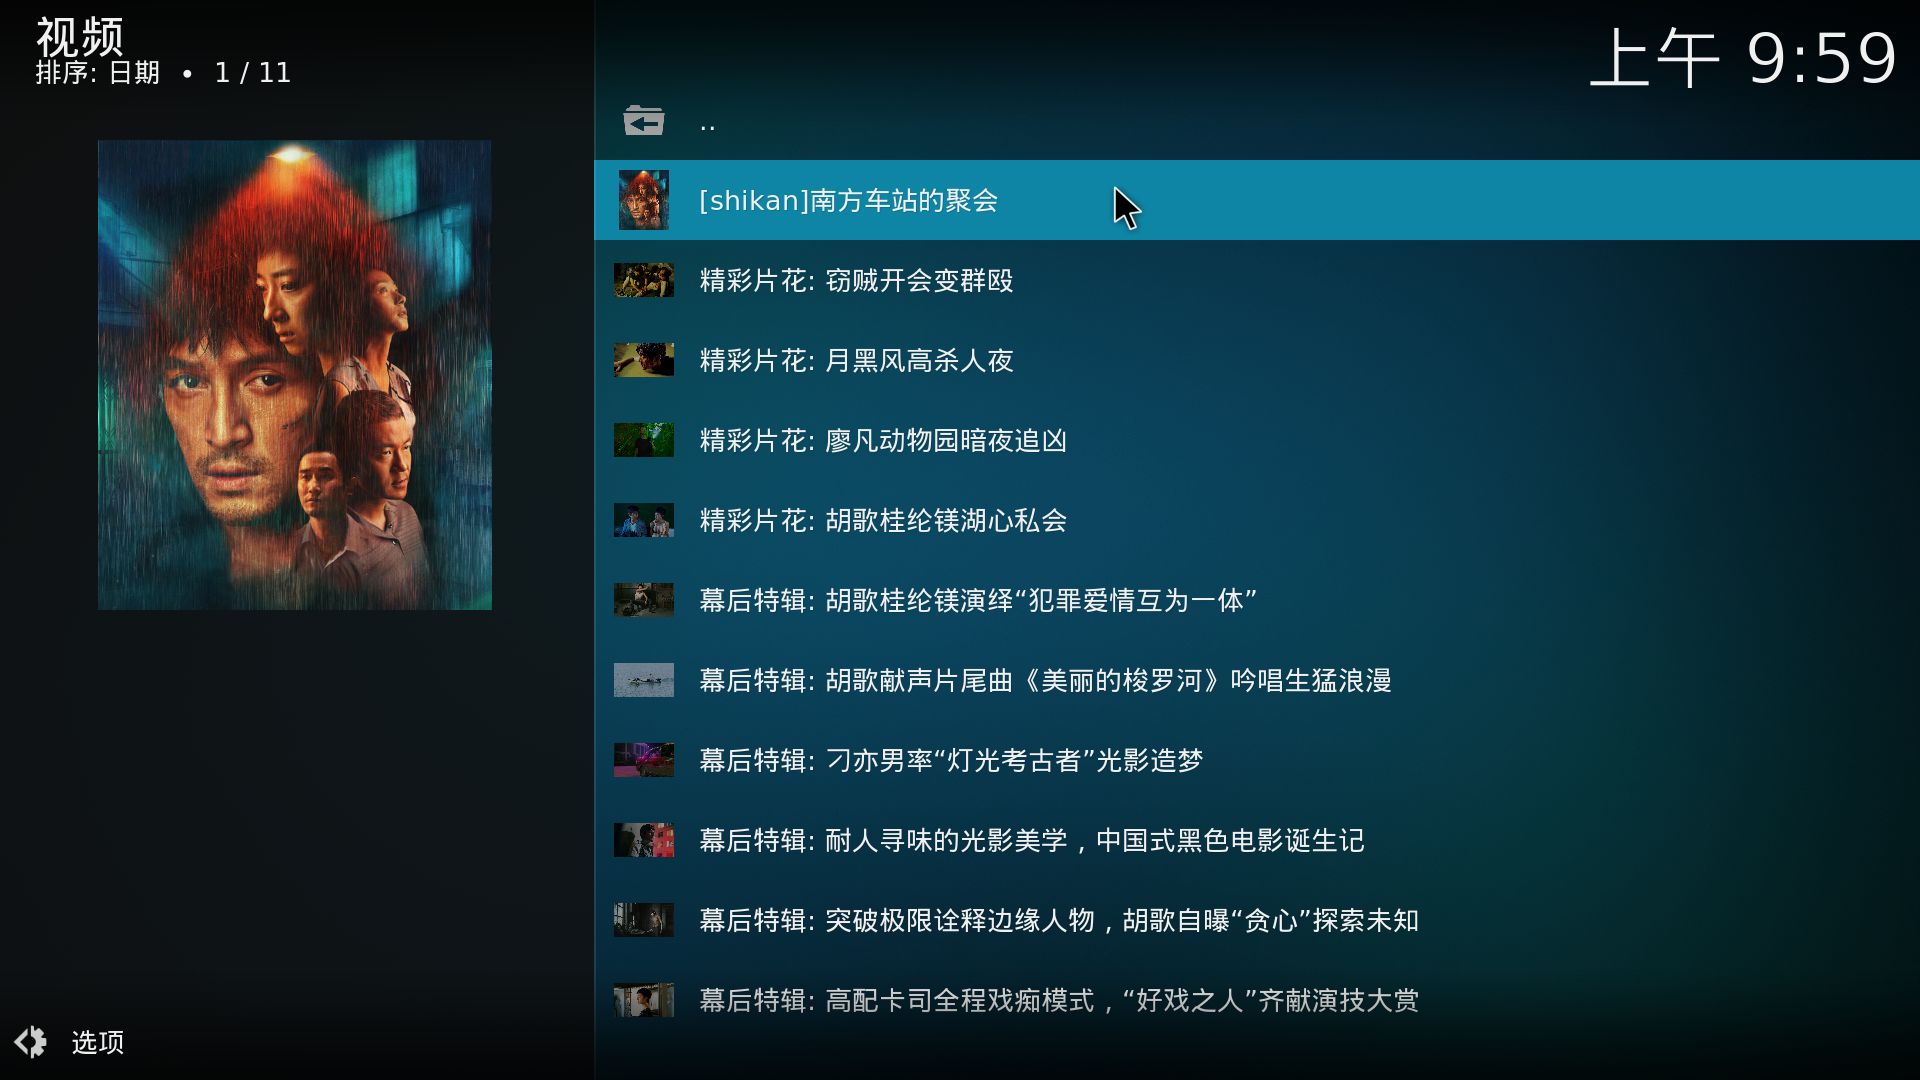 视频
排序: 日期 • 1 / 11
上午 9:59
..
[shikan]南方车站的聚会
精彩片花: 窃贼开会变群殴
精彩片花: 月黑风高杀人夜
精彩片花: 廖凡动物园暗夜追凶
精彩片花: 胡歌桂纶镁湖心私会
幕后特辑: 胡歌桂纶镁演绎“犯罪爱情互为一体”
幕后特辑: 胡歌献声片尾曲《美丽的梭罗河》吟唱生猛浪漫
幕后特辑: 刁亦男率“灯光考古者”光影造梦
幕后特辑: 耐人寻味的光影美学，中国式黑色电影诞生记
幕后特辑: 突破极限诠释边缘人物，胡歌自曝“贪心”探索未知
幕后特辑: 高配卡司全程戏痴模式，“好戏之人”齐献演技大赏
选项